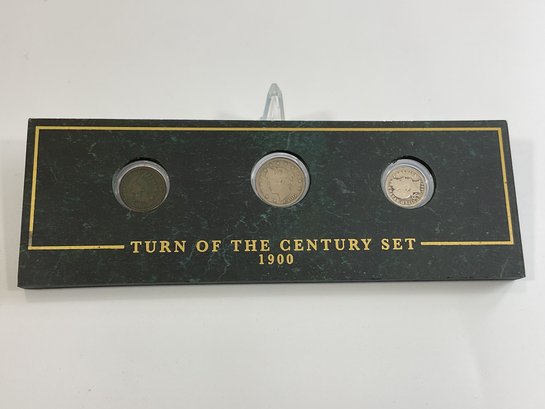 TURN OF THE CENTURY SET
1900